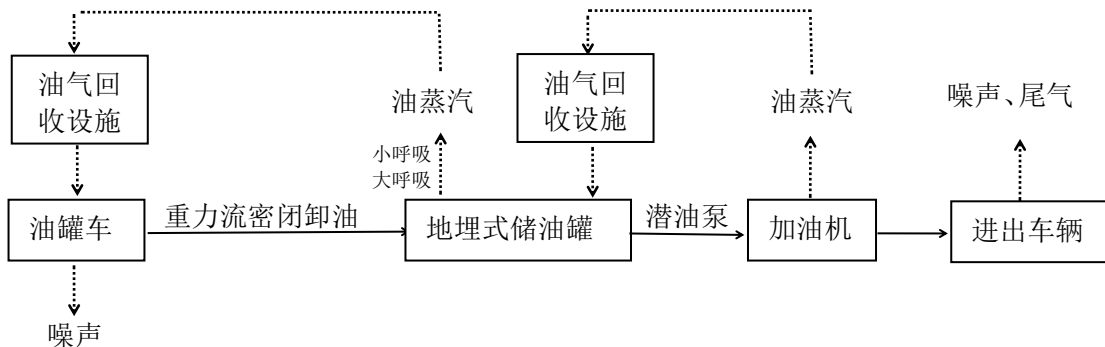 油气回
收设施
油蒸汽
小呼吸
大呼吸
油气回
收设施
油蒸汽
噪声、尾气
油罐车
重力流密闭卸油
地埋式储油罐
潜油泵
加油机
进出车辆
噪声